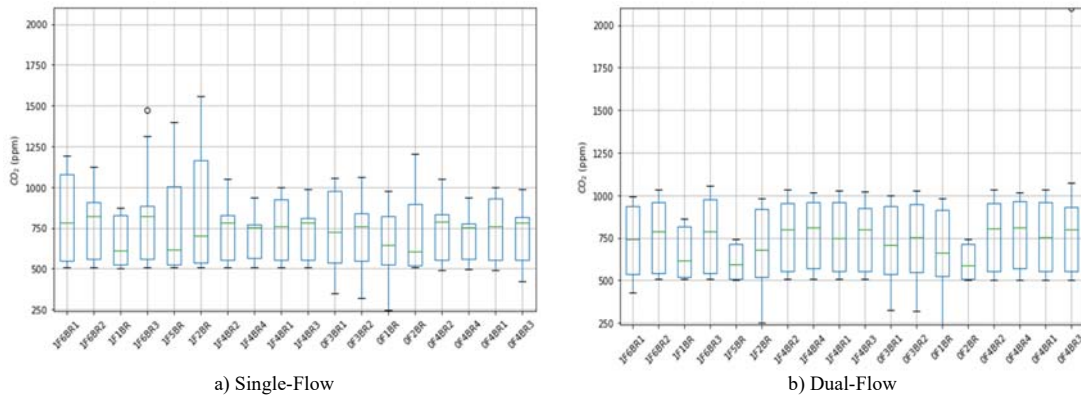 2000
1750
1500
1250
1000
750
500
250
CO₂ (ppm)
1F6BR1
1F6BR2
1F1BR
1F6BR3
1F5BR
1F2BR
1F4BR2
1F4BR4
1F4BR1
1F4BR3
0F3BR1
0F3BR2
0F1BR
0F2BR
0F4BR2
0F4BR4
0F4BR1
0F4BR3
a) Single-Flow
2000
1750
1500
1250
1000
750
500
250
CO₂ (ppm)
1F6BR1
1F6BR2
1F1BR
1F6BR3
1F5BR
1F2BR
1F4BR2
1F4BR4
1F4BR1
1F4BR3
0F3BR1
0F3BR2
0F1BR
0F2BR
0F4BR2
0F4BR4
0F4BR1
0F4BR3
b) Dual-Flow